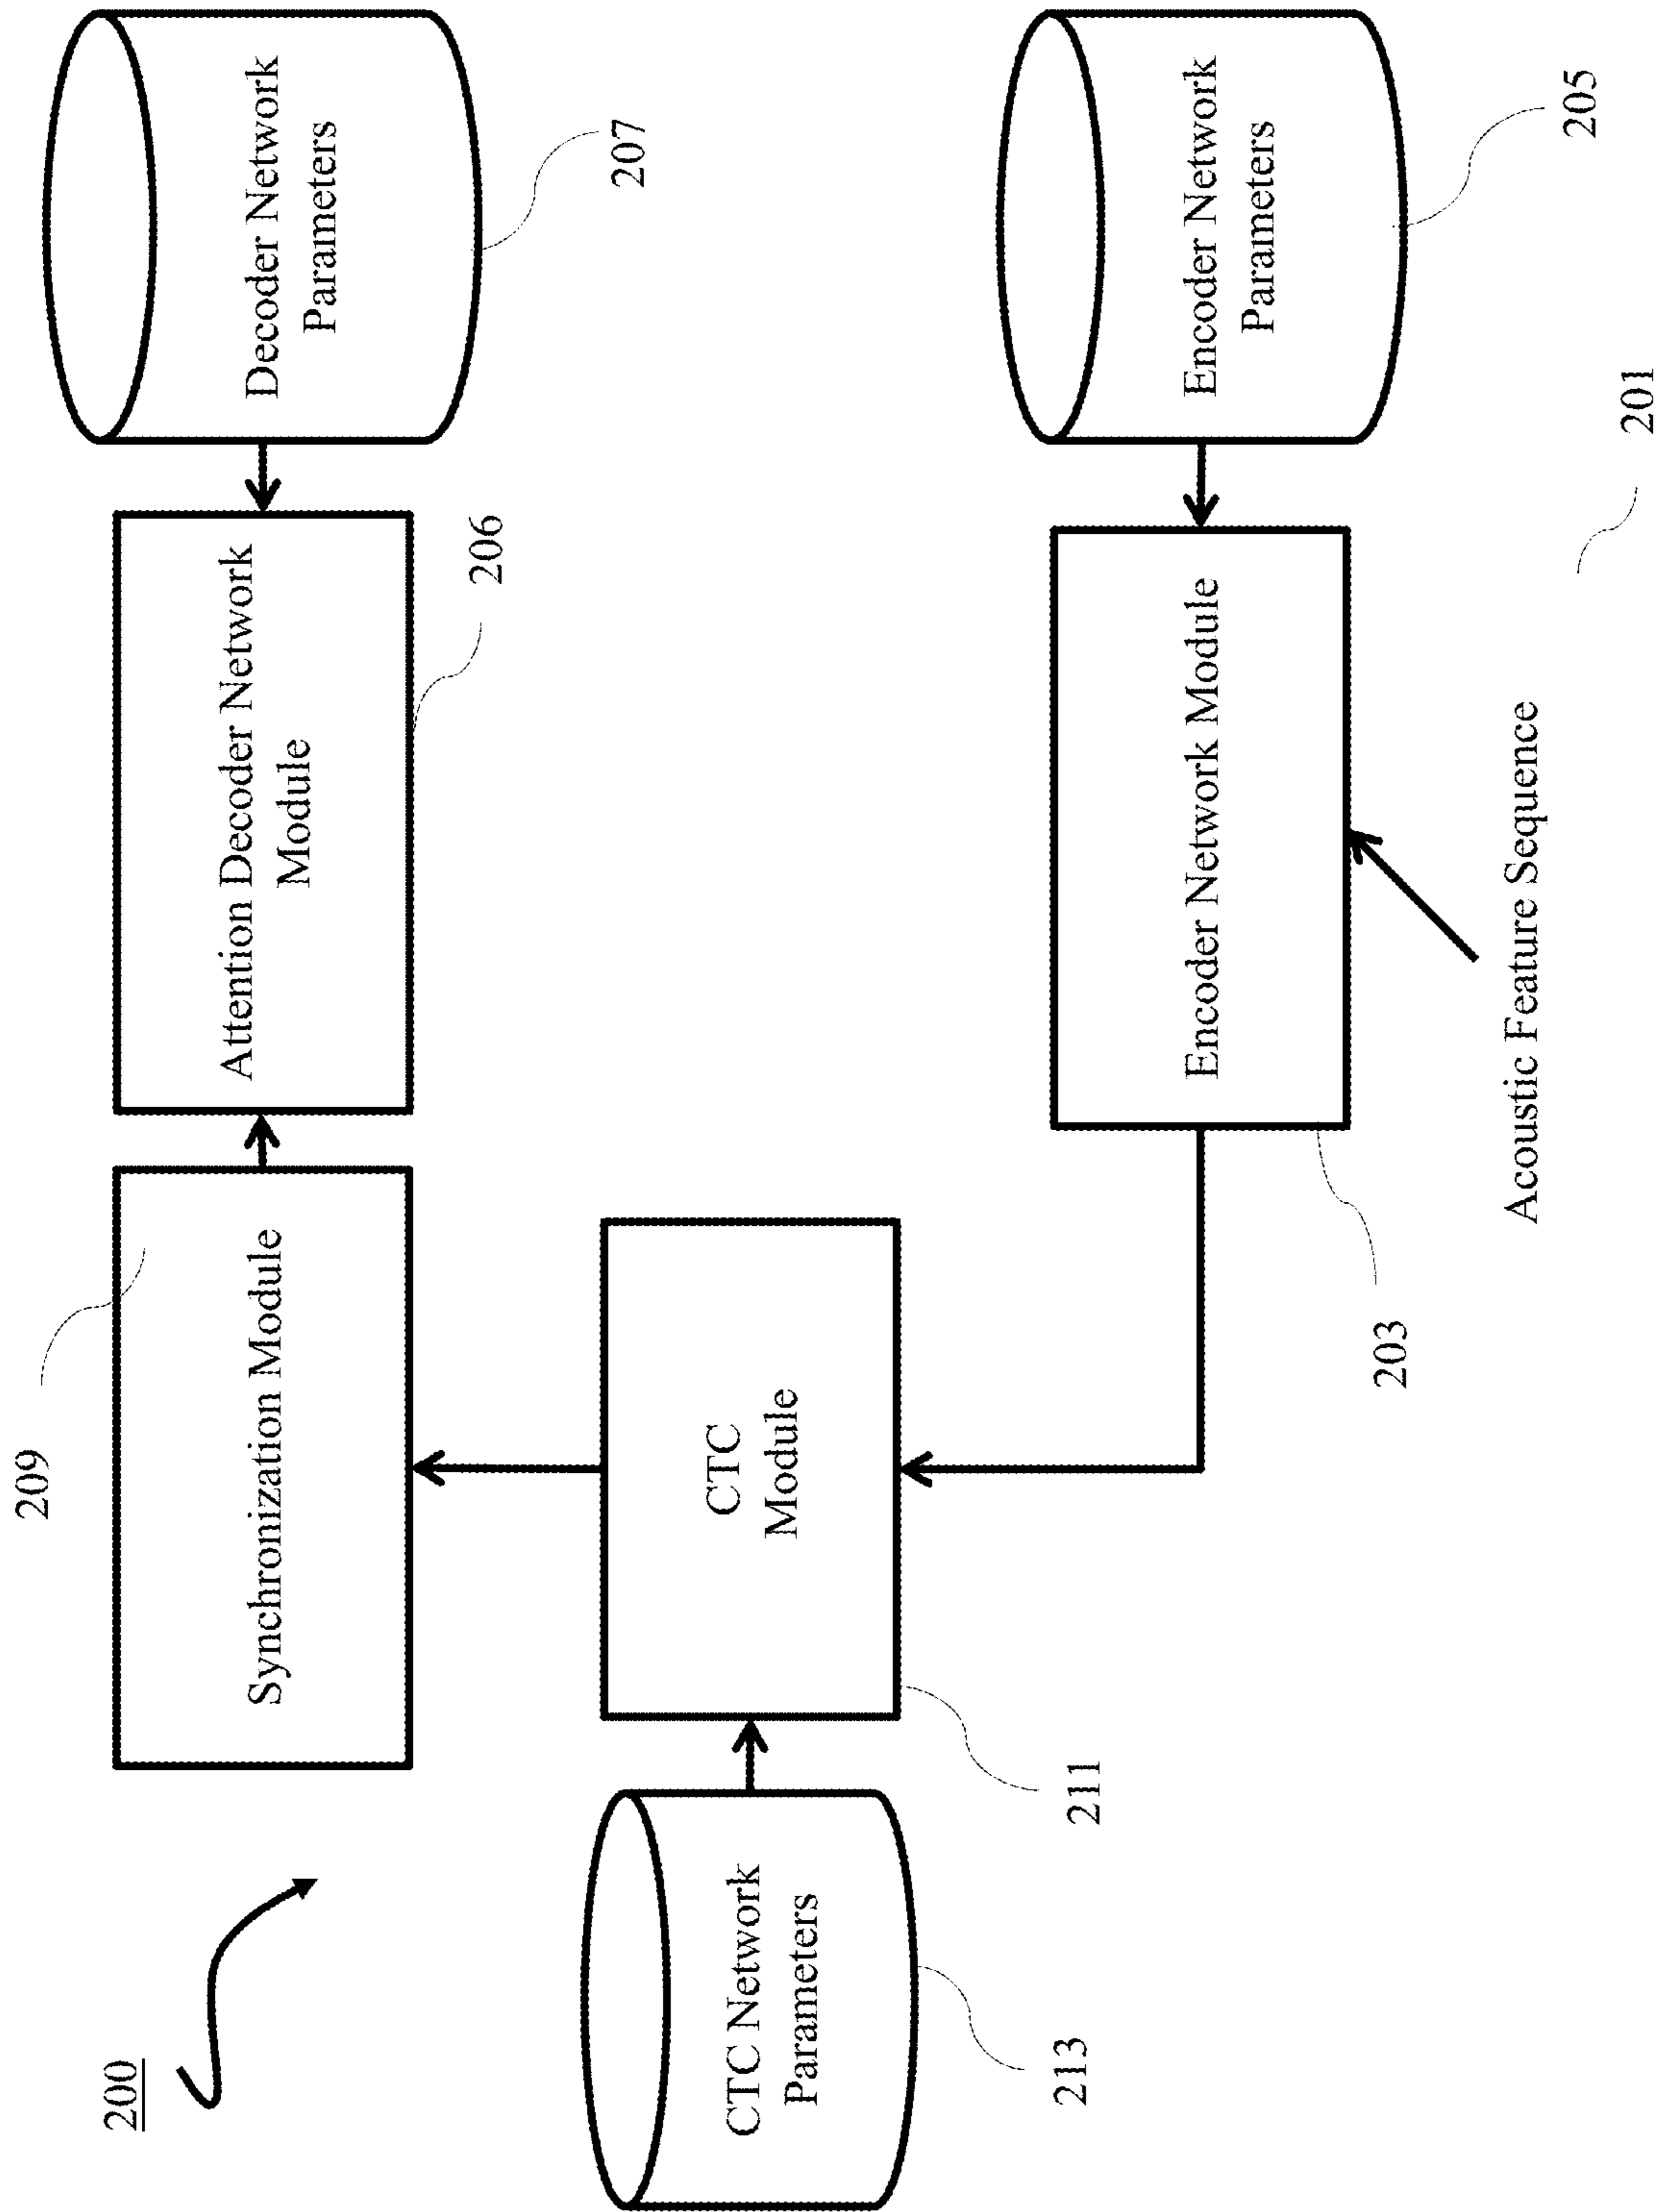 200
209
Synchronization Module
Attention Decoder Network
Module
Decoder Network
Parameters
206
207
CTC Network
Parameters
CTC
Module
213
211
Encoder Network Module
Encoder Network
Parameters
203
205
Acoustic Feature Sequence
201